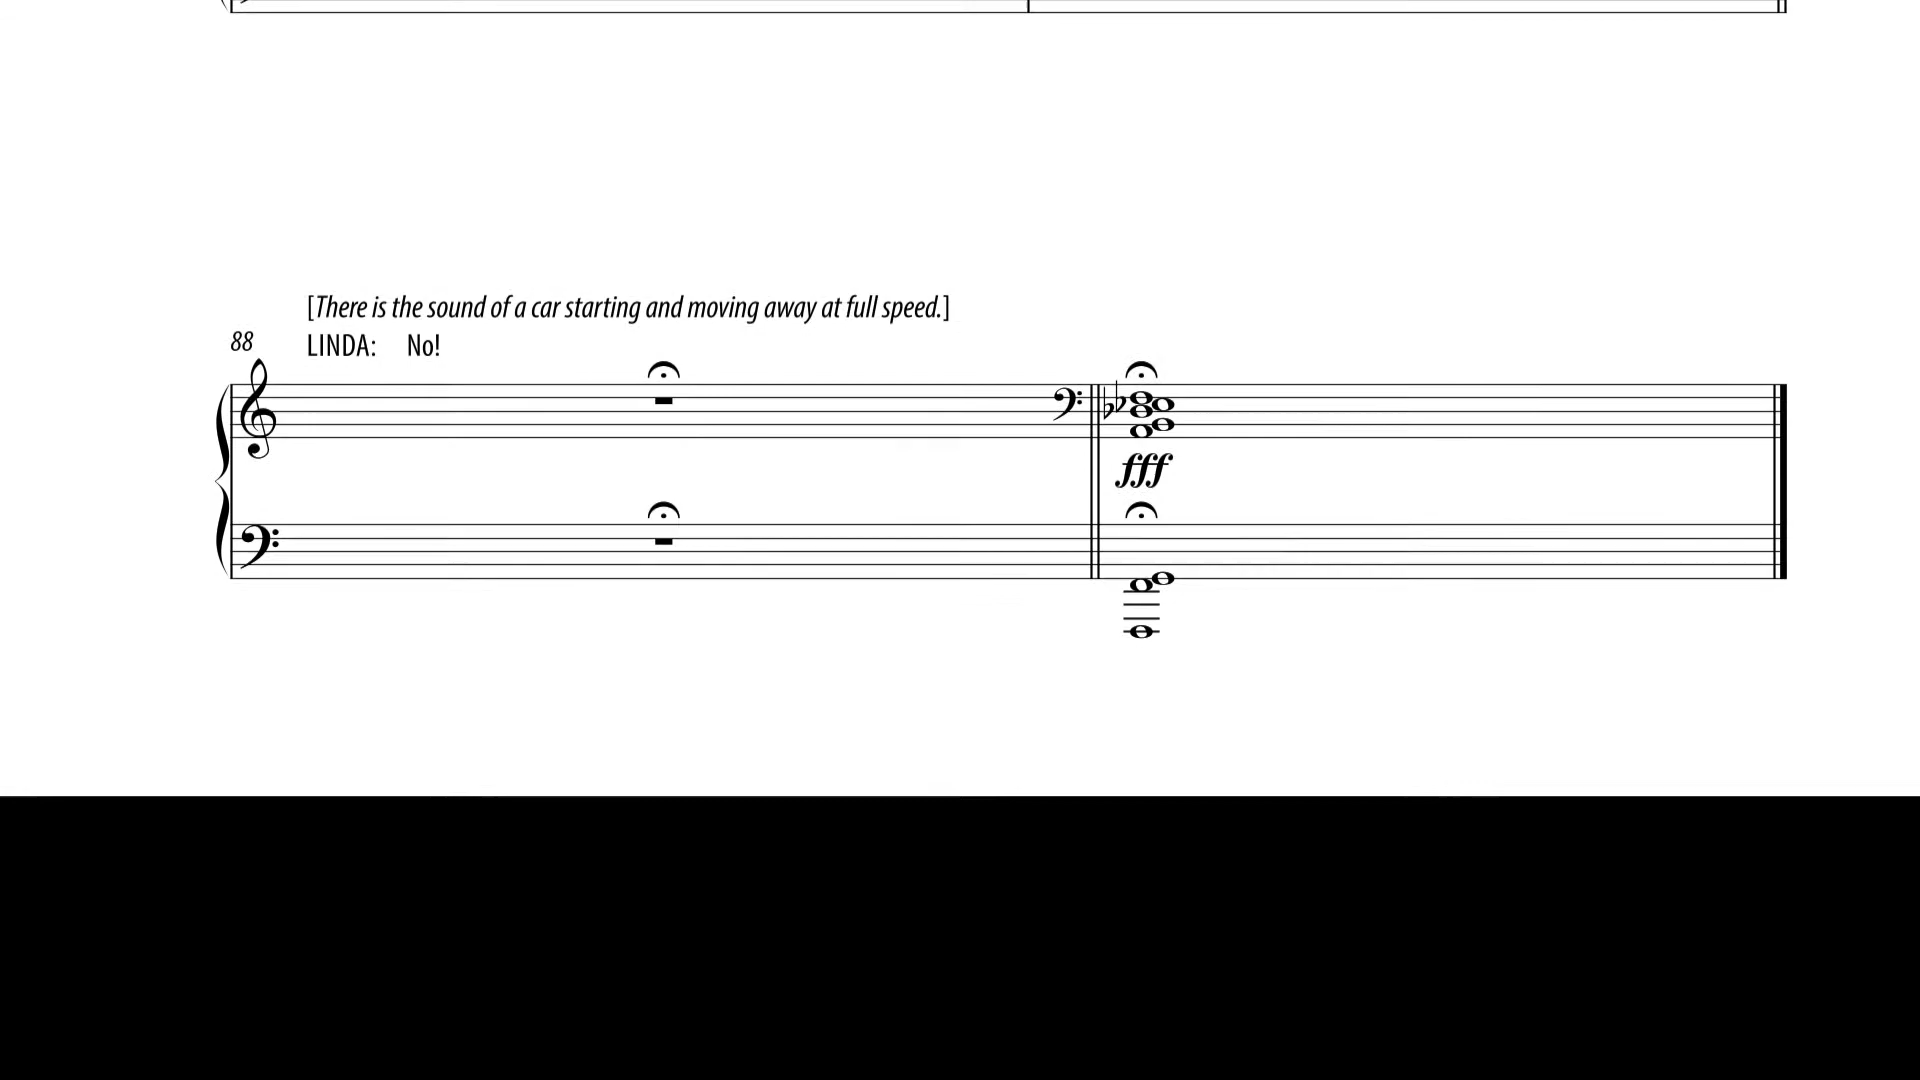 [There is the sound of a car starting and moving away at full speed.]
88
LINDA: No!
fff